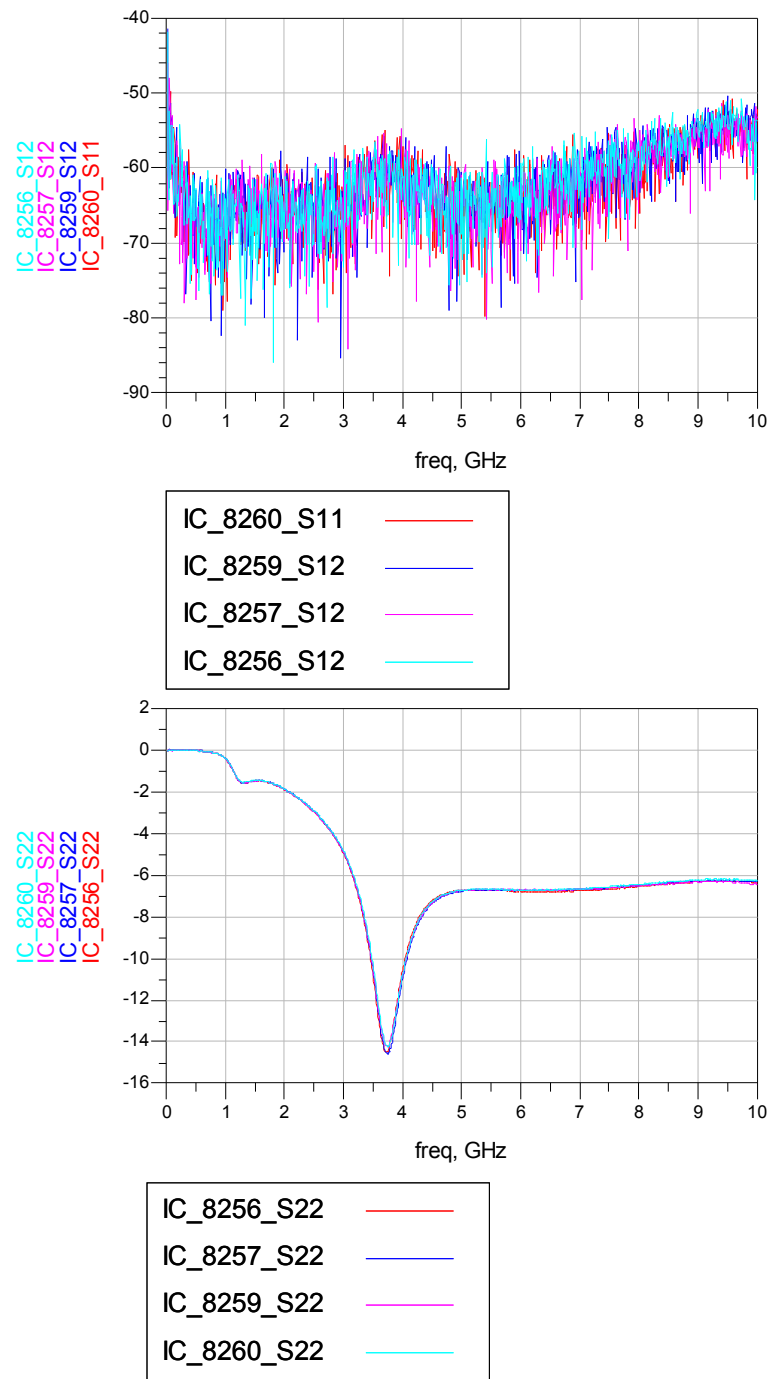 -40
-50
-60
-70
-80
-90
IC_8256_S12
IC_8257_S12
IC_8259_S12
IC_8260_S11
0 1 2 3 4 5 6 7 8 9 10
freq, GHz
IC_8260_S11
IC_8259_S12
IC_8257_S12
IC_8256_S12
2
0
-2
-4
-6
-8
-10
-12
-14
-16
IC_8260_S22
IC_8259_S22
IC_8257_S22
IC_8256_S22
0 1 2 3 4 5 6 7 8 9 10
freq, GHz
IC_8256_S22
IC_8257_S22
IC_8259_S22
IC_8260_S22